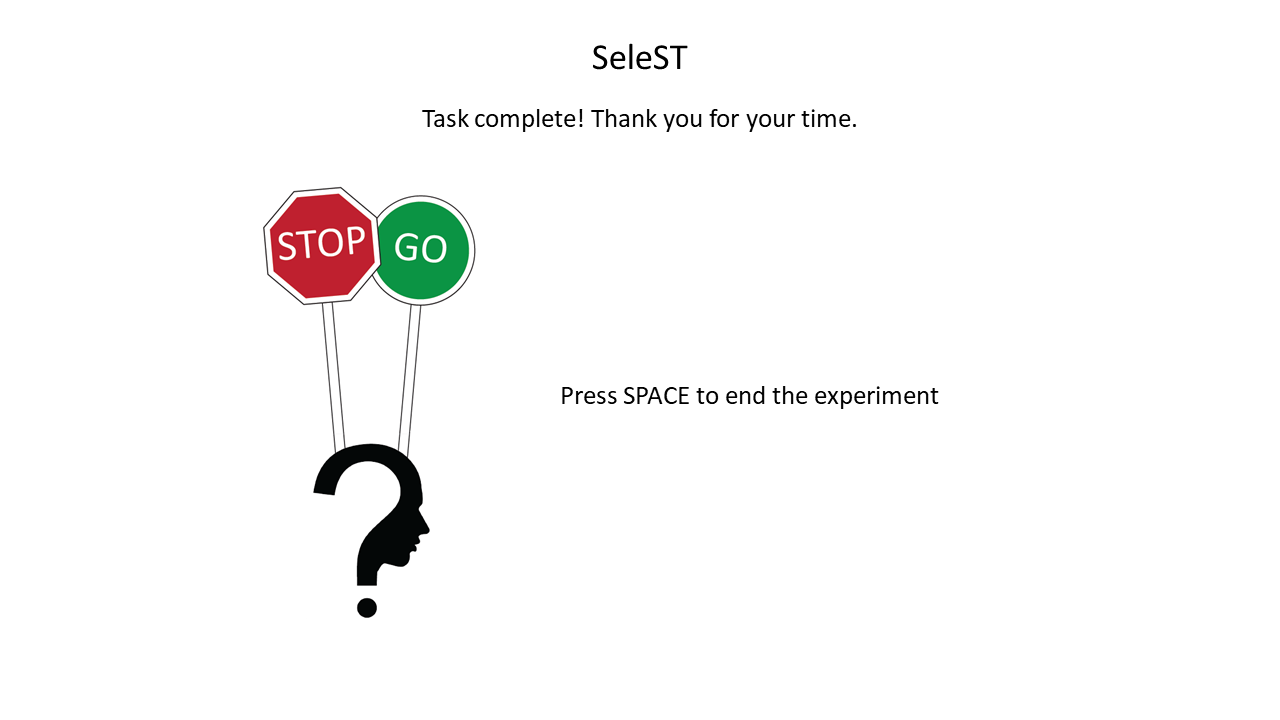 SeleST
Task complete! Thank you for your time.
STOP
GO
Press SPACE to end the experiment